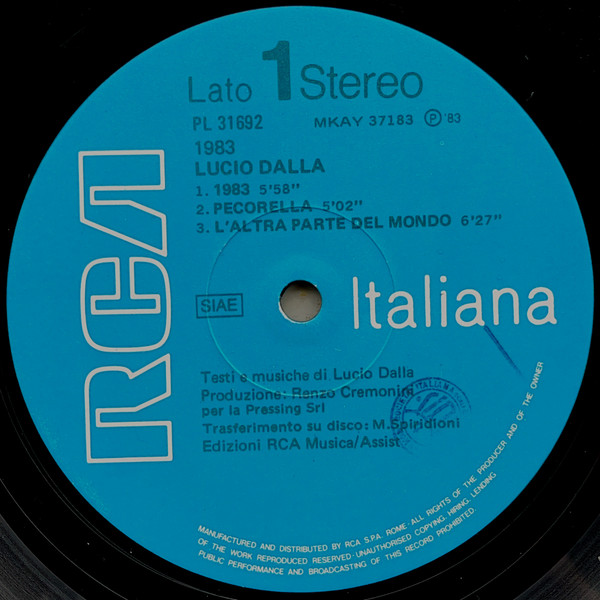 Lato 1 Stereo
PL 31692 MKAY 37183 Ⓟ'83
1983
LUCIO DALLA
1. 1983 5'58"
2. PECORELLA 5'02"
3. L'ALTRA PARTE DEL MONDO 6'27"
RCA
SIAE
Italiana
Testi e musiche di Lucio Dalla
Produzione: Renzo Cremonini
per la Pressing Srl
Trasferimento su disco: M.Spiridioni
Edizioni RCA Musica/Assist
MANUFACTURED AND DISTRIBUTED BY RCA S.P.A. ROME · ALL RIGHTS OF THE PRODUCER AND OF THE OWNER
OF THE WORK REPRODUCED RESERVED · UNAUTHORISED COPYING, HIRING, LENDING
PUBLIC PERFORMANCE AND BROADCASTING OF THIS RECORD PROHIBITED.